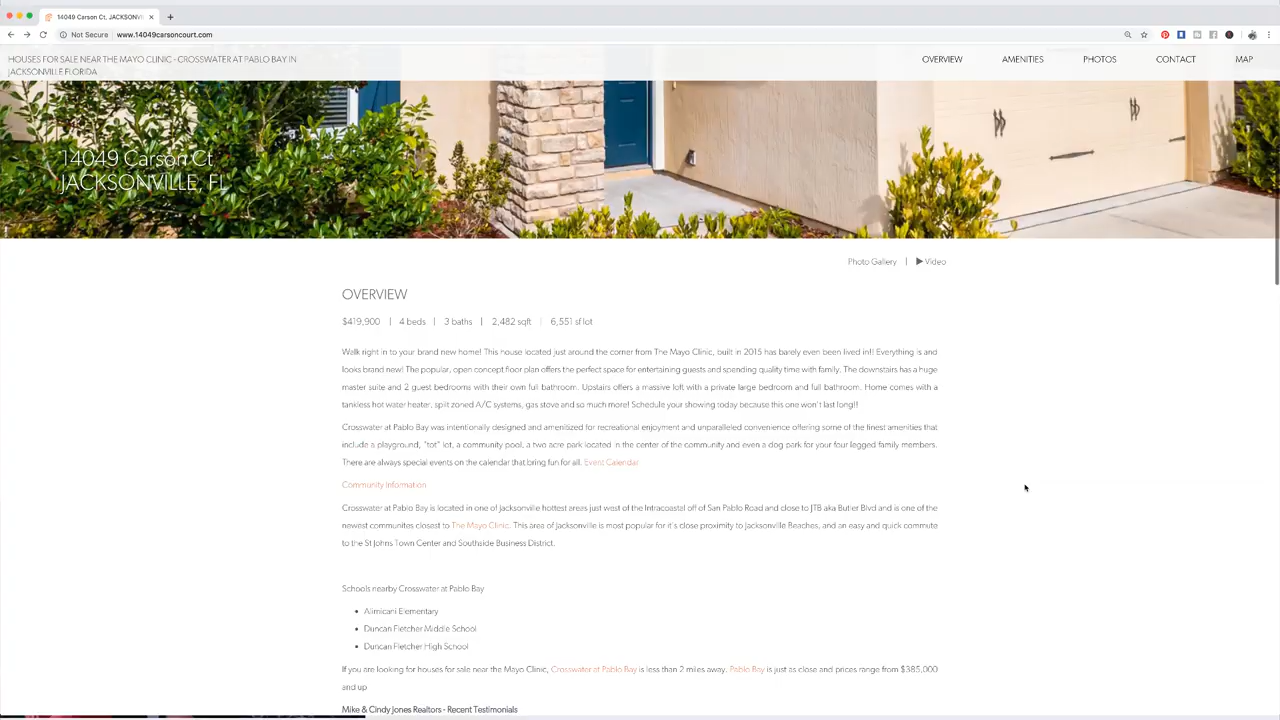 14049 Carson Ct, JACKSONVI
Not Secure | www.14049carsoncourt.com
HOUSES FOR SALE NEAR THE MAYO CLINIC - CROSSWATER AT PABLO BAY IN
JACKSONVILLE FLORIDA
OVERVIEW AMENITIES PHOTOS CONTACT MAP
14049 Carson Ct
JACKSONVILLE, FL
Photo Gallery | Video
OVERVIEW
$419,900 | 4 beds | 3 baths | 2,482 sqft | 6,551 sf lot
Walk right in to your brand new home! This house located just around the corner from The Mayo Clinic, built in 2015 has barely even been lived in!! Everything is and
looks brand new! The popular, open concept floor plan offers the perfect space for entertaining guests and spending quality time with family. The downstairs has a huge
master suite and 2 guest bedrooms with their own full bathroom. Upstairs offers a massive loft with a private large bedroom and full bathroom. Home comes with a
tankless hot water heater, split zoned A/C systems, gas stove and so much more! Schedule your showing today because this one won't last long!!
Crosswater at Pablo Bay was intentionally designed and amenitized for recreational enjoyment and unparalleled convenience offering some of the finest amenities that
include a playground, "tot" lot, a community pool, a two acre park located in the center of the community and even a dog park for your four legged family members.
There are always special events on the calendar that bring fun for all. Event Calendar
Community Information
Crosswater at Pablo Bay is located in one of Jacksonville hottest areas just west of the Intracoastal off of San Pablo Road and close to JTB aka Butler Blvd and is one of the
newest communites closest to The Mayo Clinic. This area of Jacksonville is most popular for it's close proximity to Jacksonville Beaches, and an easy and quick commute
to the St Johns Town Center and Southside Business District.
Schools nearby Crosswater at Pablo Bay
• Alimicani Elementary
• Duncan Fletcher Middle School
• Duncan Fletcher High School
If you are looking for houses for sale near the Mayo Clinic, Crosswater at Pablo Bay is less than 2 miles away. Pablo Bay is just as close and prices range from $385,000
and up
Mike & Cindy Jones Realtors - Recent Testimonials